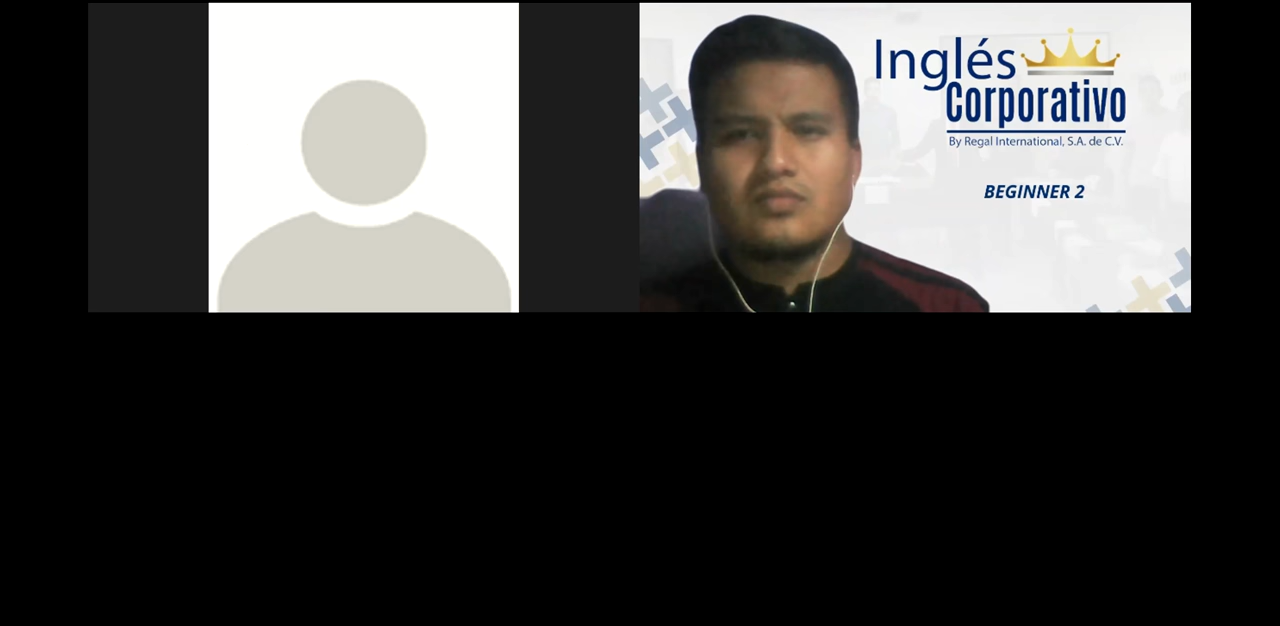 Inglés
Corporativo
By Regal International, S.A. de C.V.
BEGINNER 2